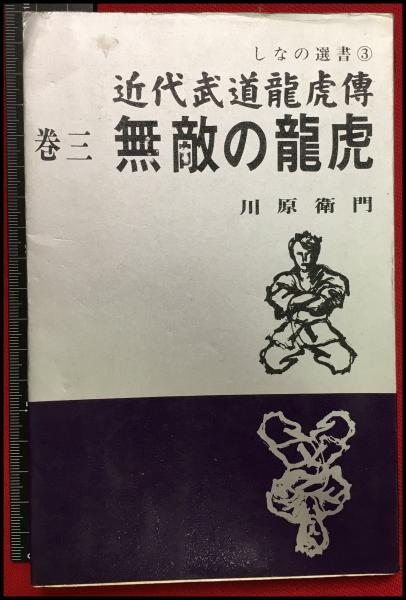 しなの選書③
近代武道龍虎傳
巻三 無敵の龍虎
川原衛門